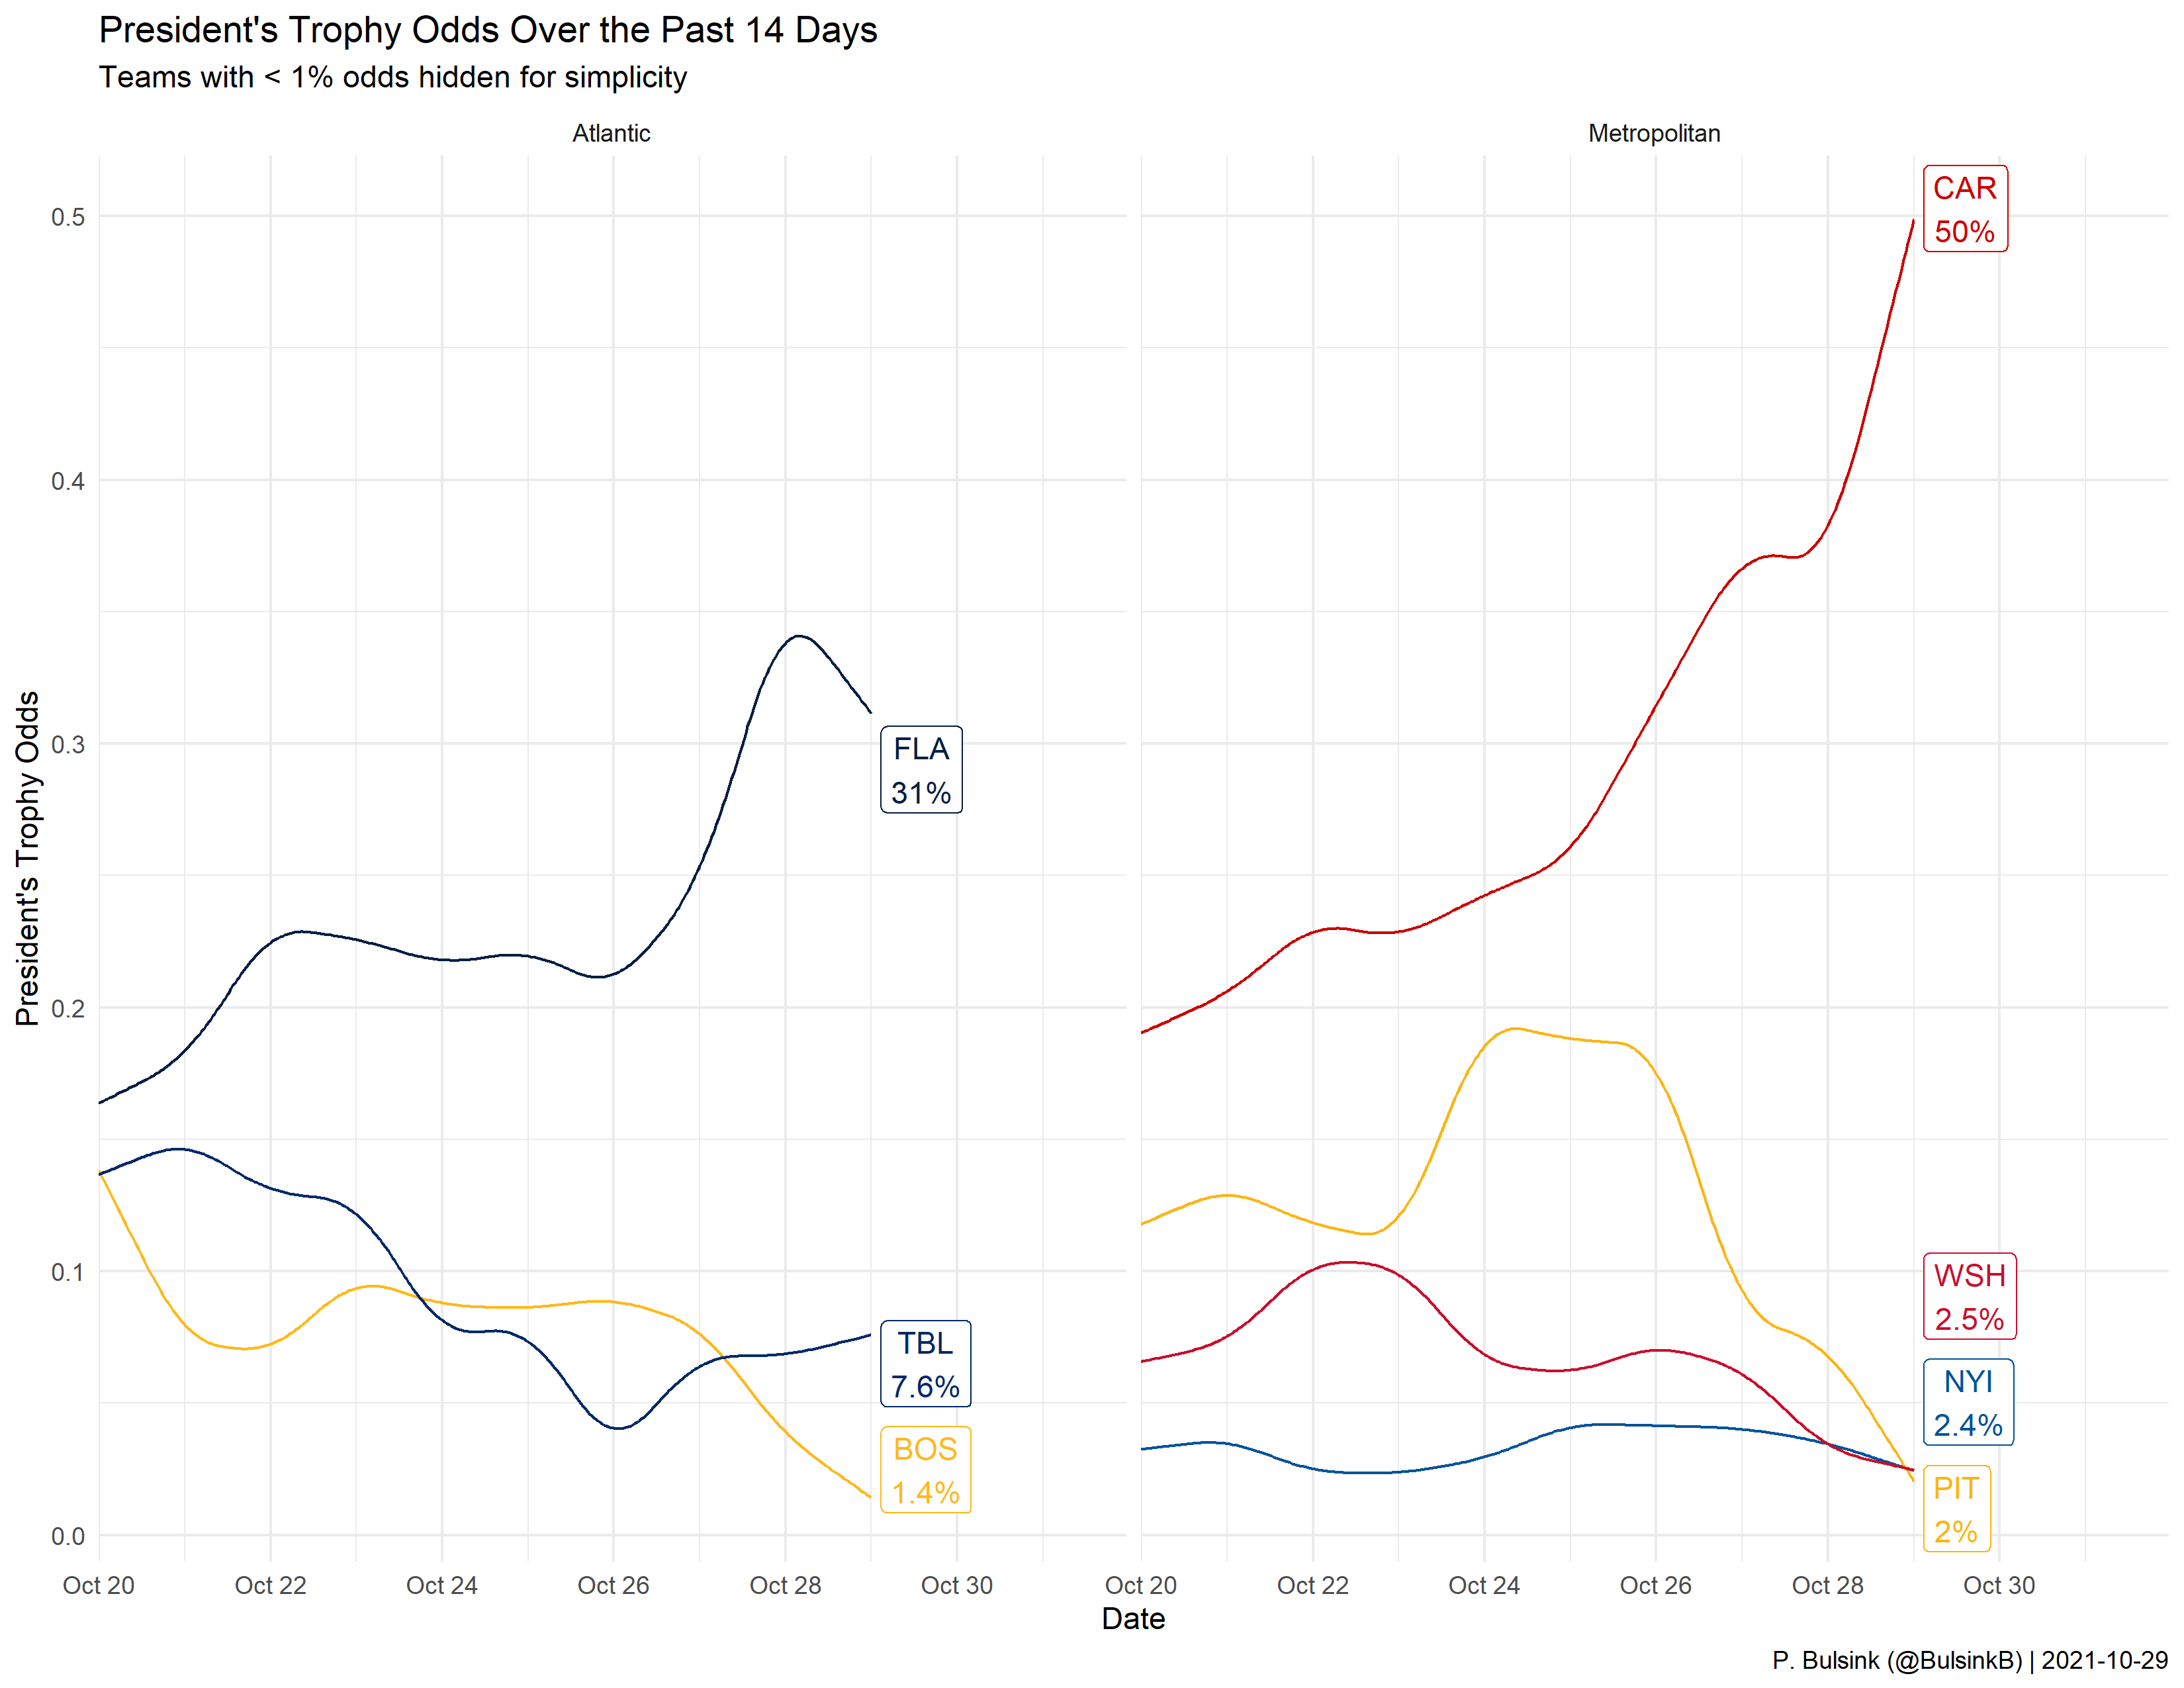 President's Trophy Odds Over the Past 14 Days
Teams with < 1% odds hidden for simplicity
Atlantic
Metropolitan
President's Trophy Odds
0.5
0.4
0.3
0.2
0.1
0.0
FLA
31%
TBL
7.6%
BOS
1.4%
CAR
50%
WSH
2.5%
NYI
2.4%
PIT
2%
Oct 20
Oct 22
Oct 24
Oct 26
Oct 28
Oct 30
Oct 20
Oct 22
Oct 24
Oct 26
Oct 28
Oct 30
Date
P. Bulsink (@BulsinkB) | 2021-10-29